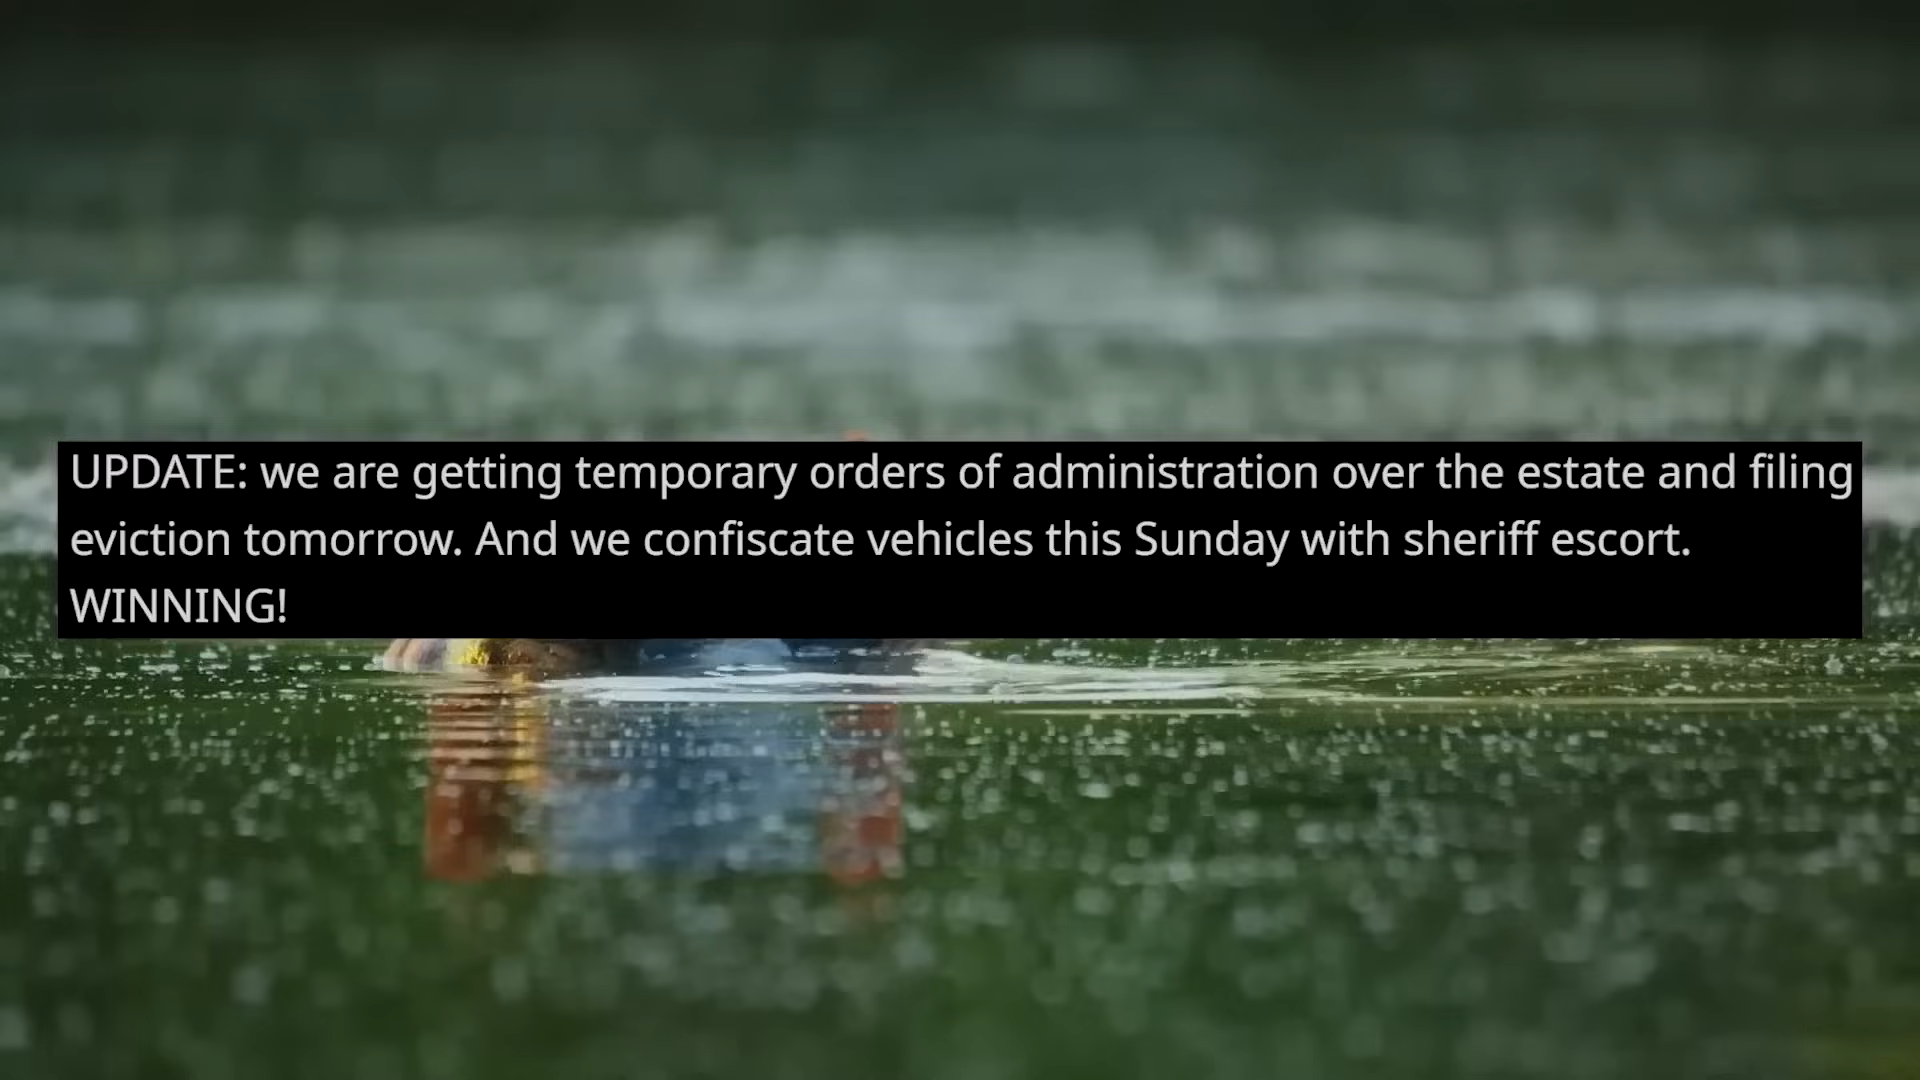 UPDATE: we are getting temporary orders of administration over the estate and filing
eviction tomorrow. And we confiscate vehicles this Sunday with sheriff escort.
WINNING!